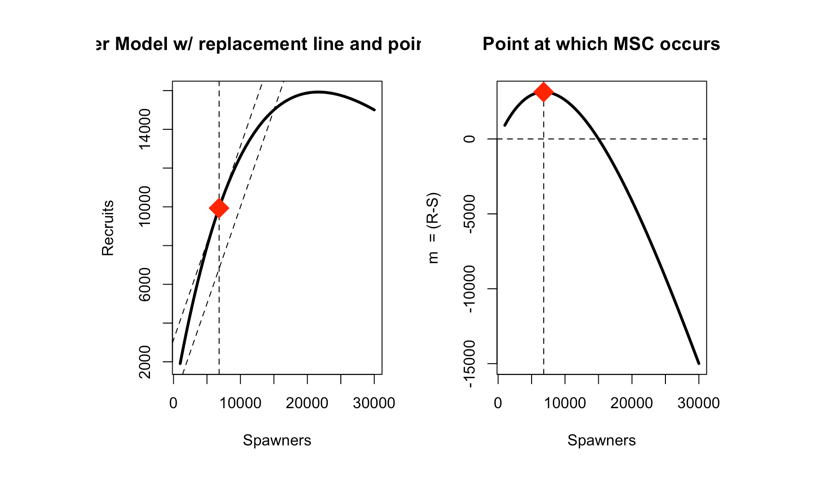 er Model w/ replacement line and poin
Point at which MSC occurs
Recruits
2000
6000
10000
14000
0
10000
20000
30000
Spawners
m = (R-S)
-15000
-10000
-5000
0
0
10000
20000
30000
Spawners